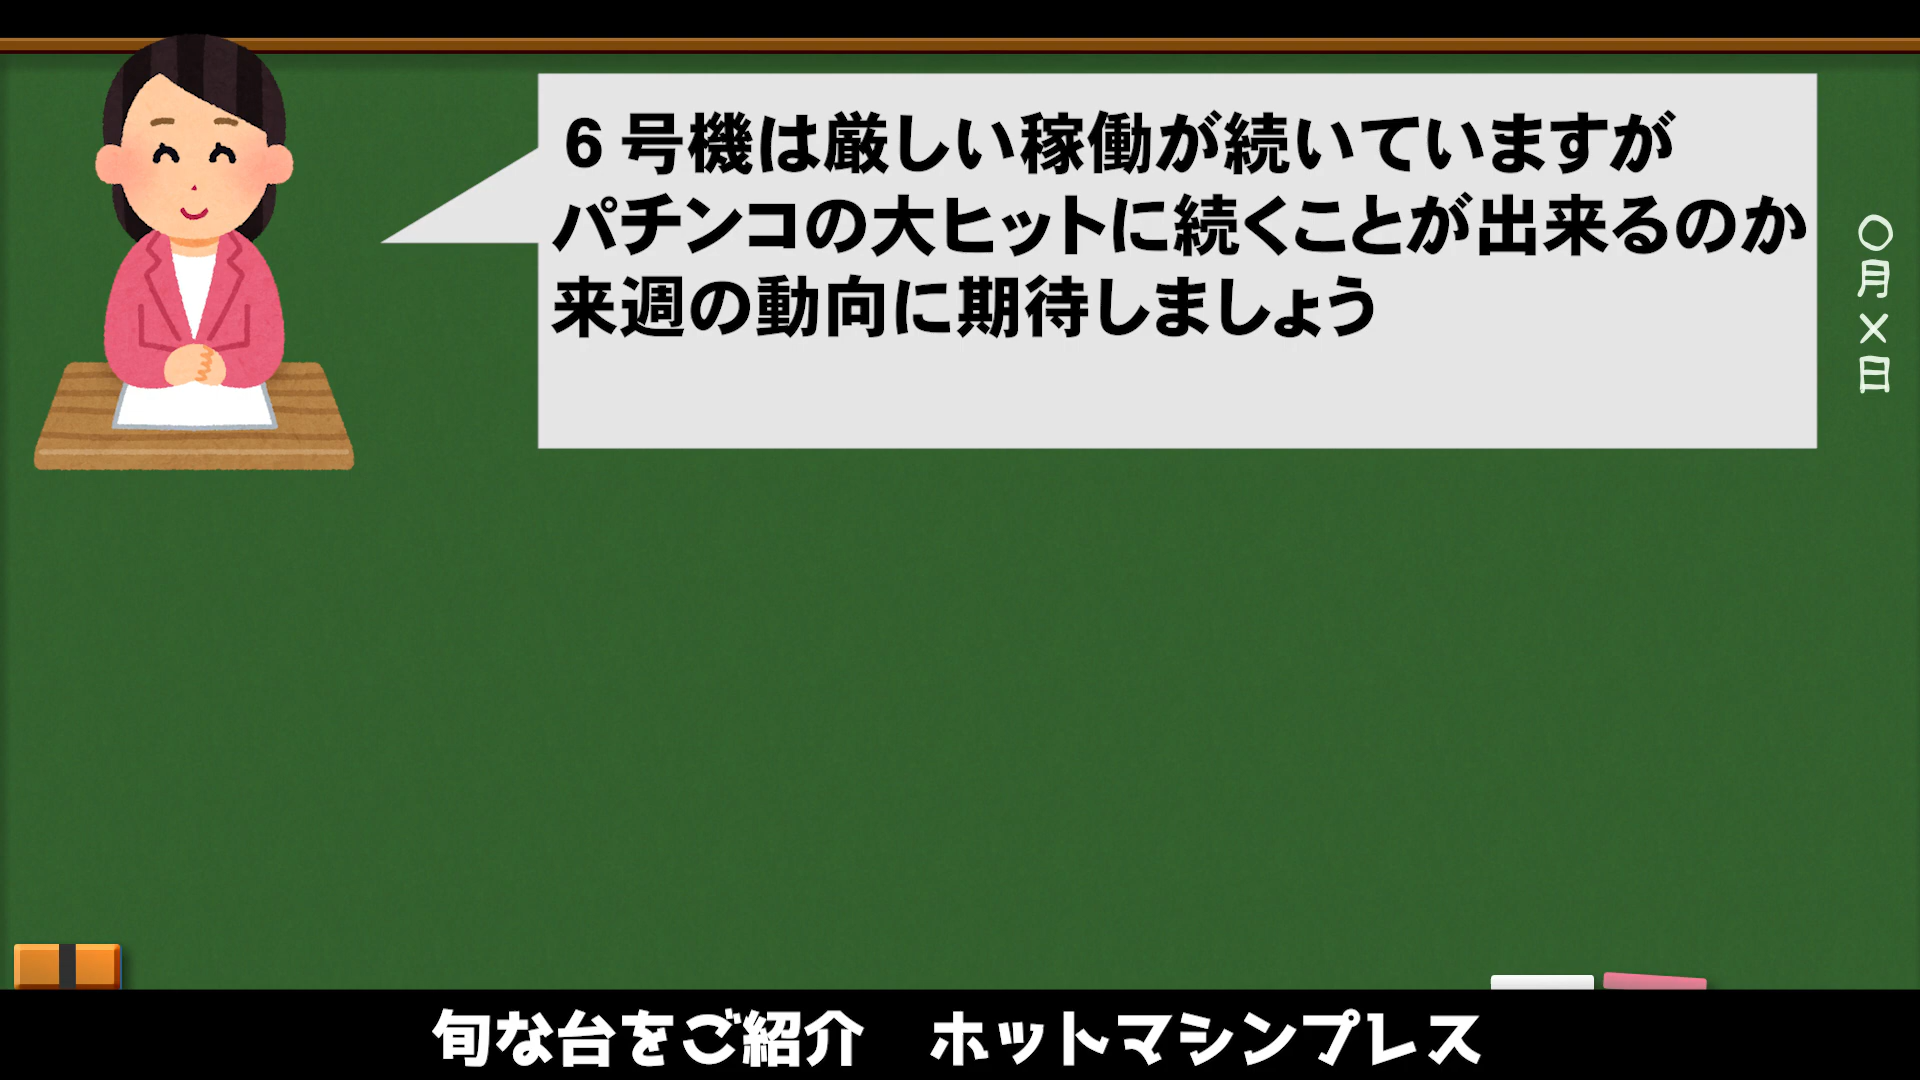 ６号機は厳しい稼働が続いていますが
パチンコの大ヒットに続くことが出来るのか
来週の動向に期待しましょう
〇月×日
旬な台をご紹介　ホットマシンプレス